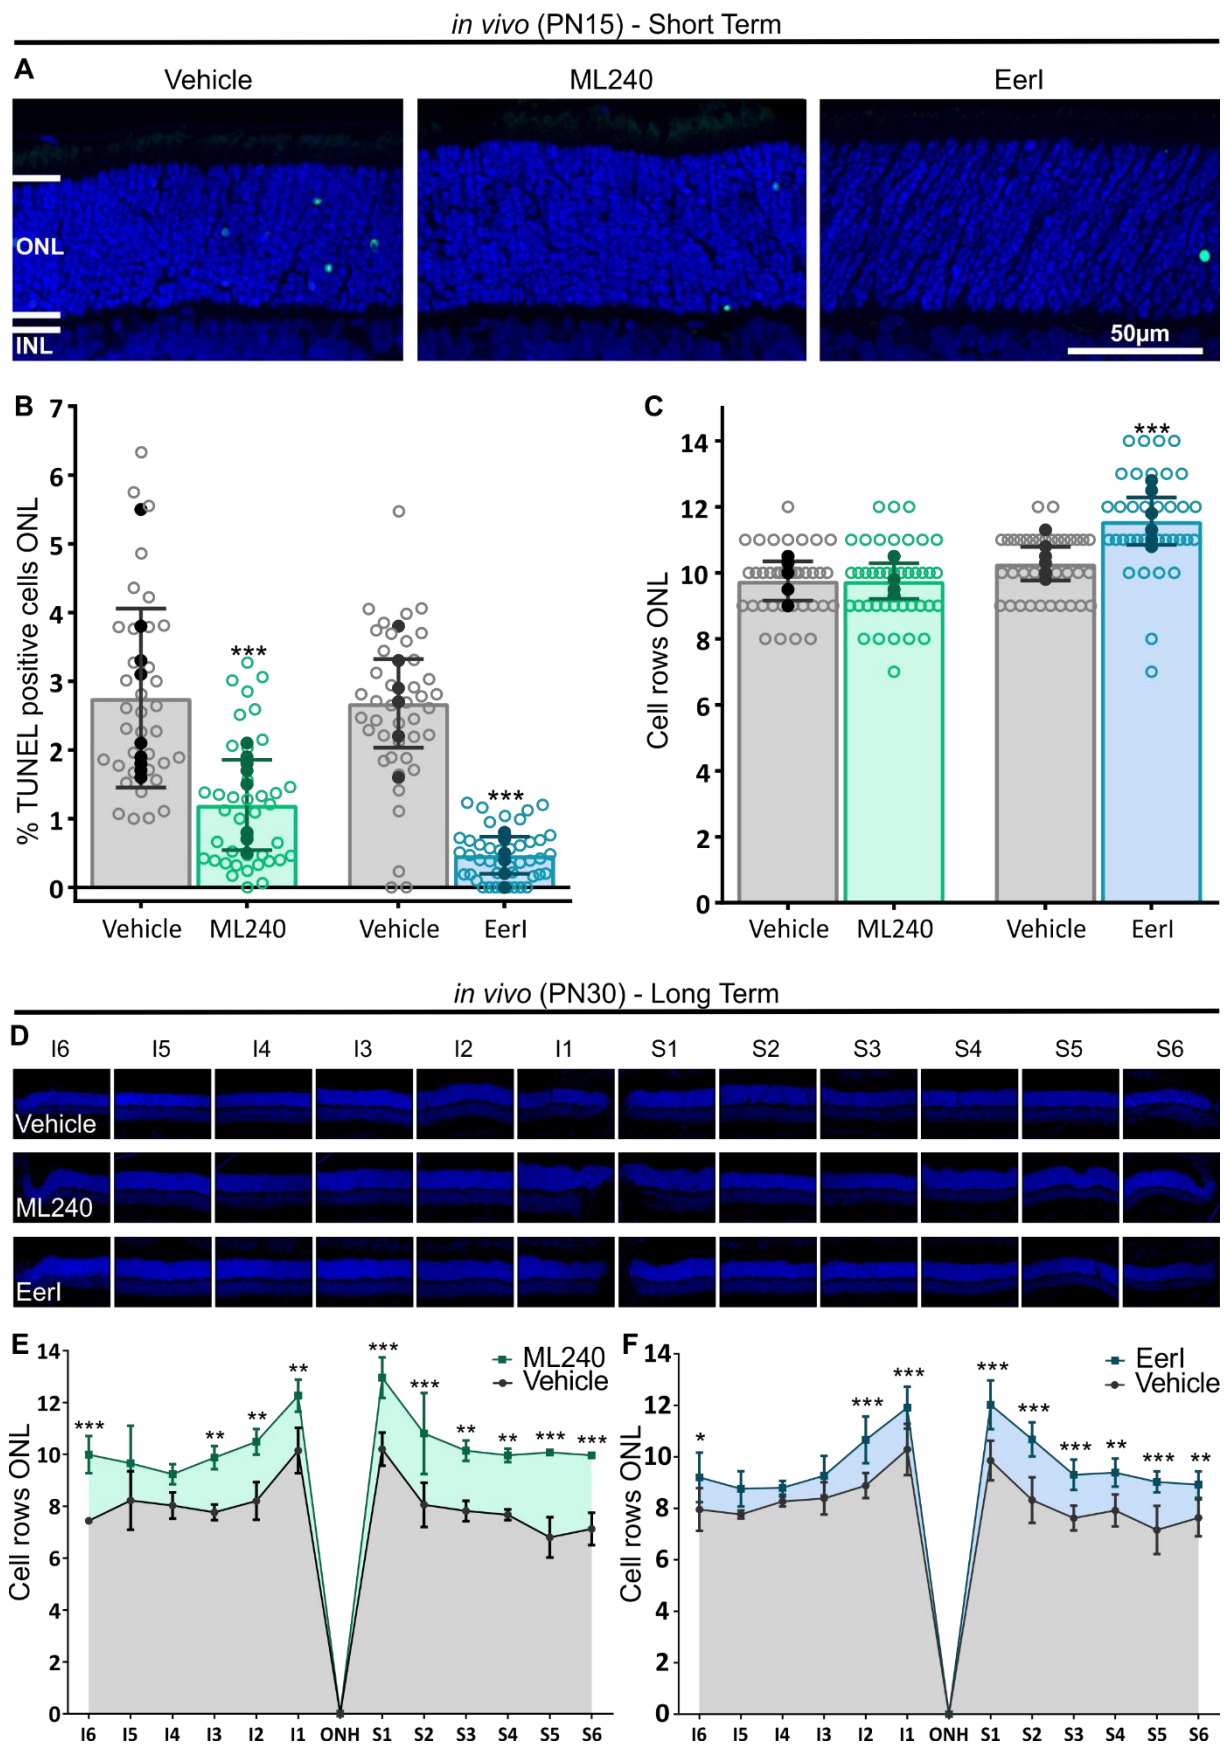 in vivo (PN15) - Short Term
A
Vehicle ML240 EerI
ONL
INL
50µm
B
7
6
5
4
3
2
1
0
% TUNEL positive cells ONL
***
***
Vehicle ML240 Vehicle EerI
C
14
12
10
8
6
4
2
0
Cell rows ONL
***
Vehicle ML240 Vehicle EerI
in vivo (PN30) - Long Term
D
I6 I5 I4 I3 I2 I1 S1 S2 S3 S4 S5 S6
Vehicle
ML240
EerI
E
14
12
10
8
6
4
2
0
Cell rows ONL
ML240
Vehicle
*** ** ** ** *** *** ** ** *** ***
I6 I5 I4 I3 I2 I1 ONH S1 S2 S3 S4 S5 S6
F
14
12
10
8
6
4
2
0
Cell rows ONL
EerI
Vehicle
* *** *** *** *** *** ** *** **
I6 I5 I4 I3 I2 I1 ONH S1 S2 S3 S4 S5 S6